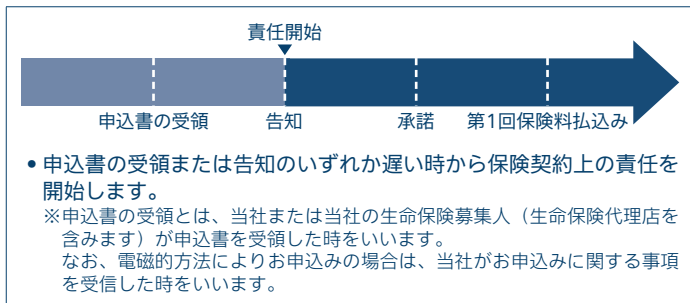 責任開始
申込書の受領 告知 承諾 第1回保険料払込み
•申込書の受領または告知のいずれか遅い時から保険契約上の責任を
開始します。
※申込書の受領とは、当社または当社の生命保険募集人（生命保険代理店を
含みます）が申込書を受領した時をいいます。
なお、電磁的方法によりお申込みの場合は、当社がお申込みに関する事項
を受信した時をいいます。